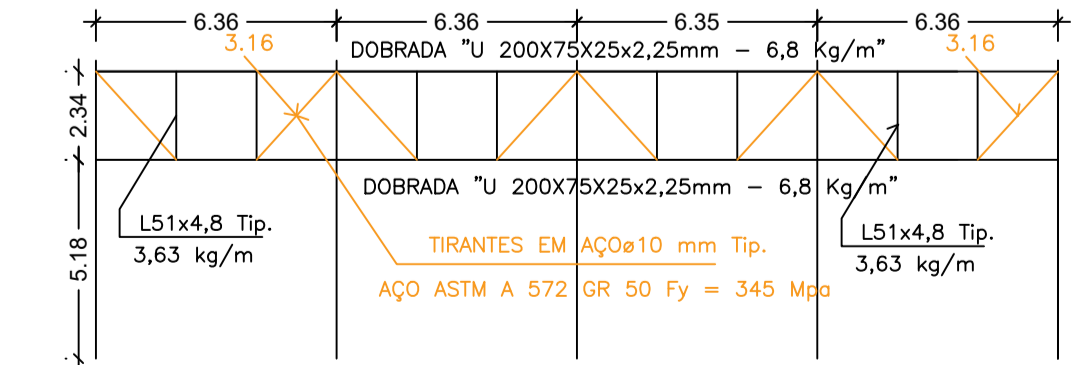 6.36 6.36 6.35 6.36
3.16 3.16
DOBRADA "U 200X75X25x2,25mm – 6,8 Kg/m"
2.34
DOBRADA "U 200X75X25x2,25mm – 6,8 Kg/m"
L51x4,8 Tip.
3,63 kg/m
L51x4,8 Tip.
3,63 kg/m
TIRANTES EM AÇOø10 mm Tip.
AÇO ASTM A 572 GR 50 Fy = 345 Mpa
5.18